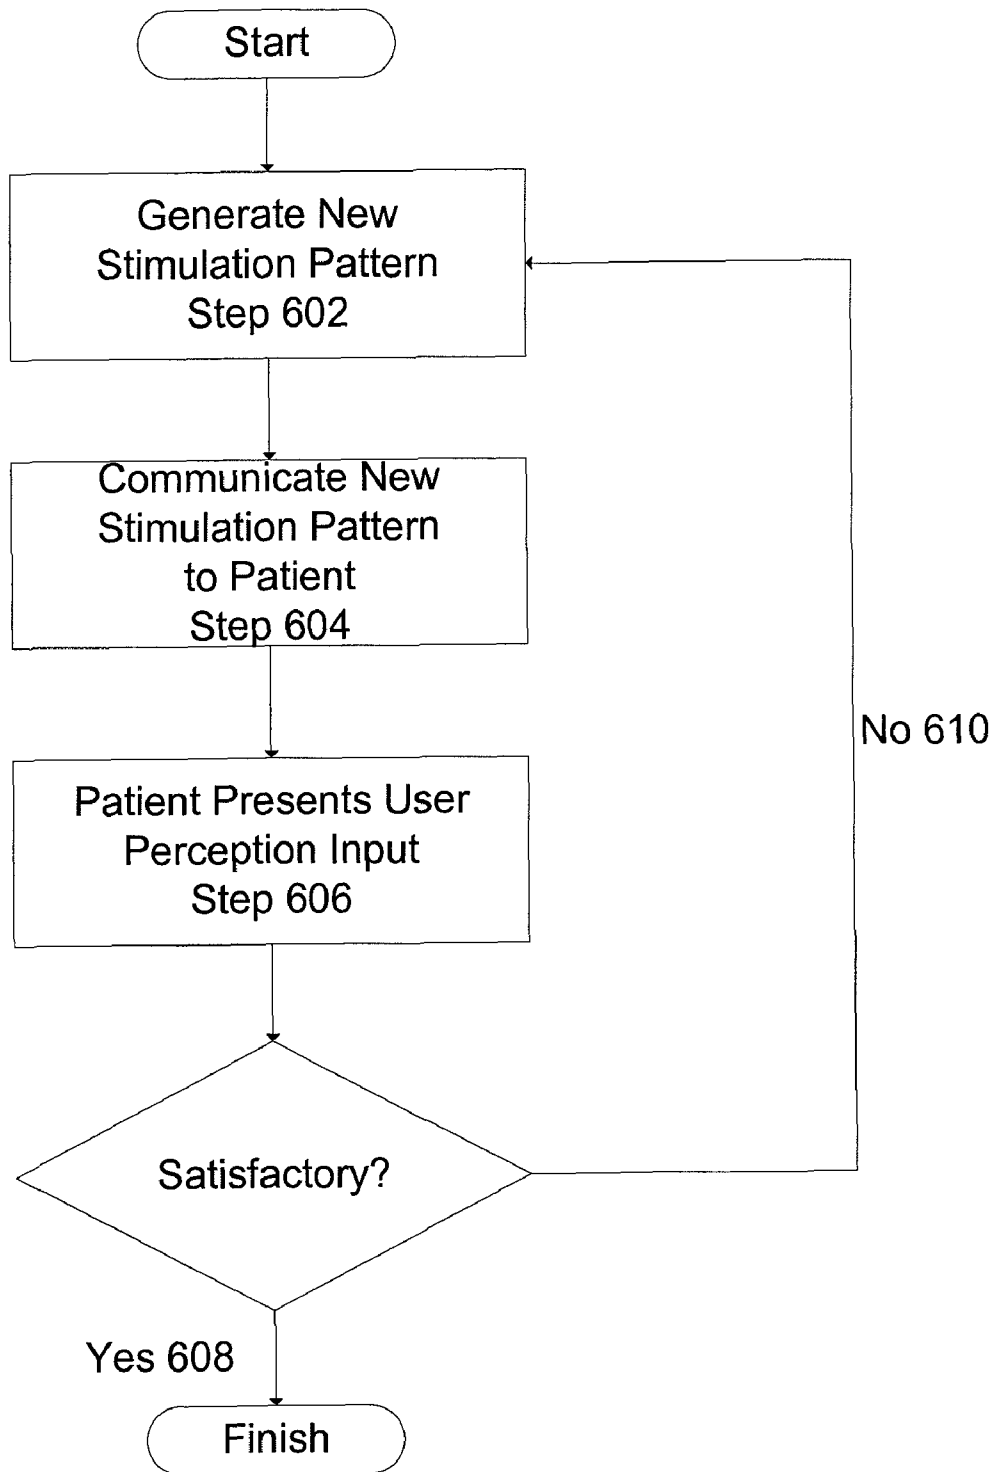 Start
Generate New
Stimulation Pattern
Step 602
Communicate New
Stimulation Pattern
to Patient
Step 604
Patient Presents User
Perception Input
Step 606
No 610
Satisfactory?
Yes 608
Finish